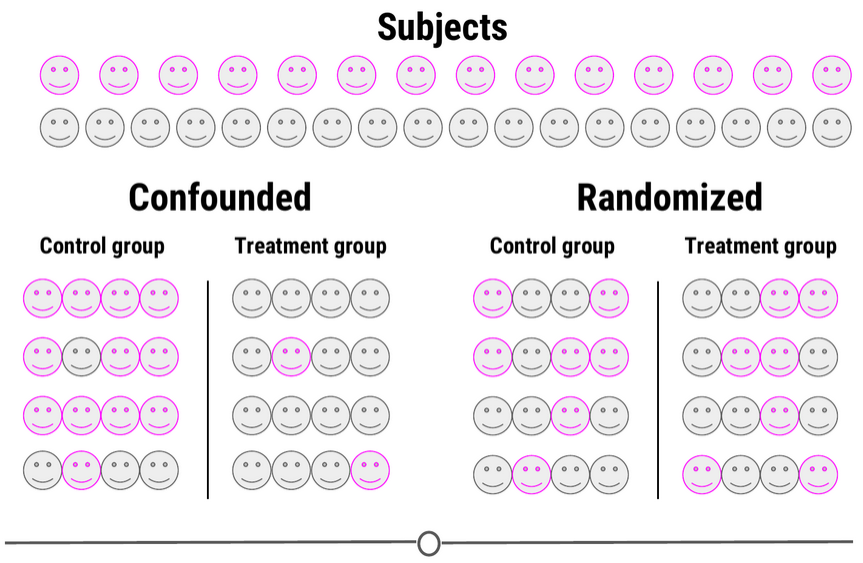 Subjects
Confounded
Randomized
Control group
Treatment group
Control group
Treatment group